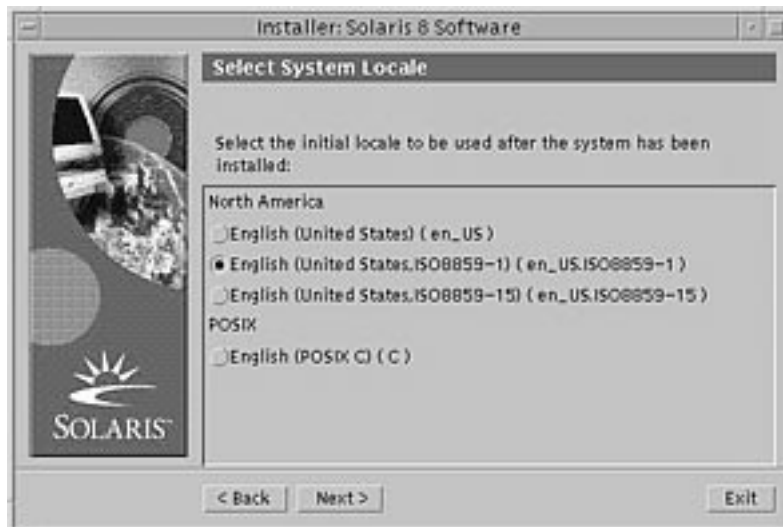 Installer: Solaris 8 Software
Select System Locale
Select the initial locale to be used after the system has been
installed:
North America
English (United States) ( en_US )
English (United States,ISO8859-1) ( en_US.ISO8859-1 )
English (United States,ISO8859-15) ( en_US.ISO8859-15 )
POSIX
English (POSIX C) ( C )
SOLARIS™
< Back
Next >
Exit